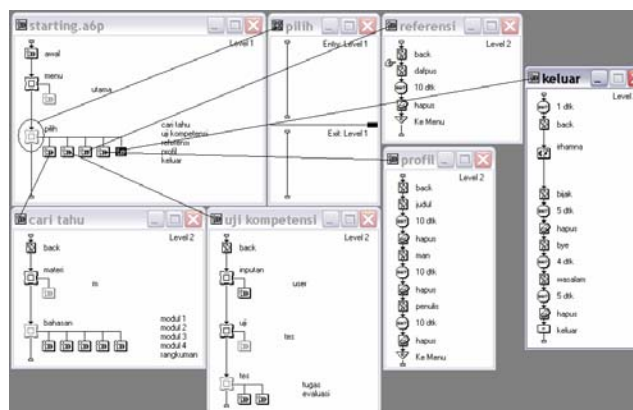 starting.a6p
Level 1
awal
menu
utama
pilih
cari tahu
uji kompetensi
referensi
profil
keluar
pilih
Entry: Level 1
Exit: Level 1
referensi
Level 2
back
dafpus
10 dtk
hapus
Ke Menu
keluar
1 dtk
back
irhamna
bijak
5 dtk
hapus
bye
4 dtk
wasalam
5 dtk
hapus
keluar
profil
Level 2
back
judul
10 dtk
hapus
man
10 dtk
hapus
penulis
10 dtk
hapus
Ke Menu
cari tahu
Level 2
back
materi
bahasan
modul 1
modul 2
modul 3
modul 4
rangkuman
uji kompetensi
Level 2
back
inputan
user
uji
tes
tes
tugas
evaluasi